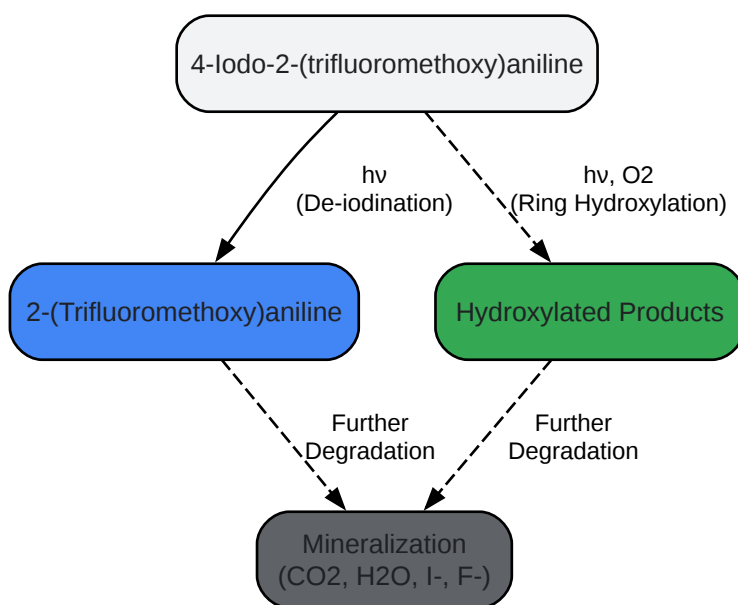 4-Iodo-2-(trifluoromethoxy)aniline
hν
(De-iodination)
hν, O2
(Ring Hydroxylation)
2-(Trifluoromethoxy)aniline
Hydroxylated Products
Further
Degradation
Further
Degradation
Mineralization
(CO2, H2O, I-, F-)